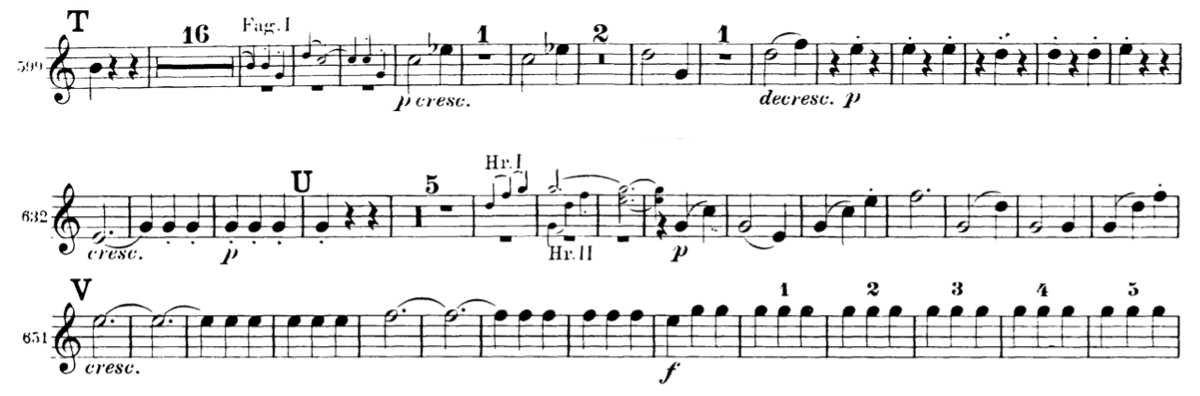 T
Fag. I
16 1 2 1
599
p cresc. decresc. p
U
Hr. I
5
632
cresc. p Hr. II p
V
1 2 3 4 5
651
cresc. f